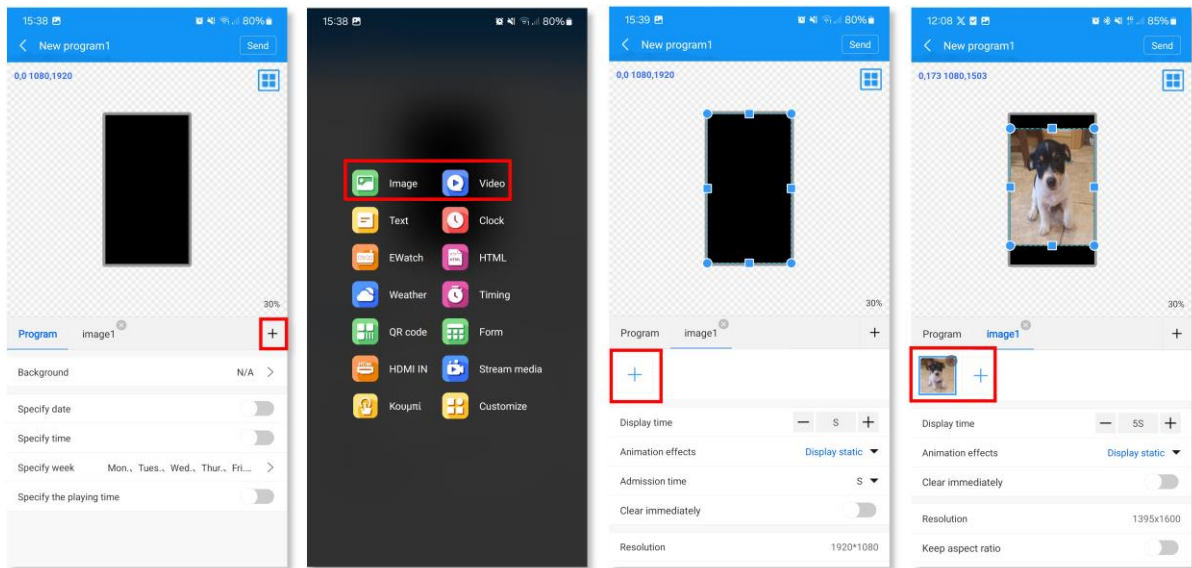 15:38 80%
New program1 Send
0,0 1080,1920
30%
Program image1 +
Background N/A >
Specify date
Specify time
Specify week Mon.、Tues.、Wed.、Thur.、Fri... >
Specify the playing time
15:38 80%
Image Video
Text Clock
EWatch HTML
Weather Timing
QR code Form
HDMI IN Stream media
Κουμπί Customize
15:39 80%
New program1 Send
0,0 1080,1920
30%
Program image1 +
+
Display time — S +
Animation effects Display static
Admission time S
Clear immediately
Resolution 1920*1080
12:08 85%
New program1 Send
0,173 1080,1503
30%
Program image1 +
+
Display time — 5S +
Animation effects Display static
Clear immediately
Resolution 1395x1600
Keep aspect ratio